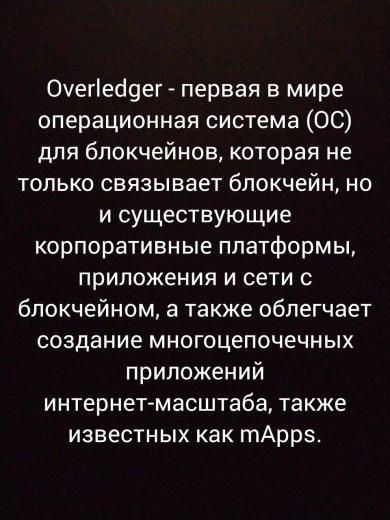 Overledger - первая в мире
операционная система (ОС)
для блокчейнов, которая не
только связывает блокчейн, но
и существующие
корпоративные платформы,
приложения и сети с
блокчейном, а также облегчает
создание многоцепочечных
приложений
интернет-масштаба, также
известных как mApps.